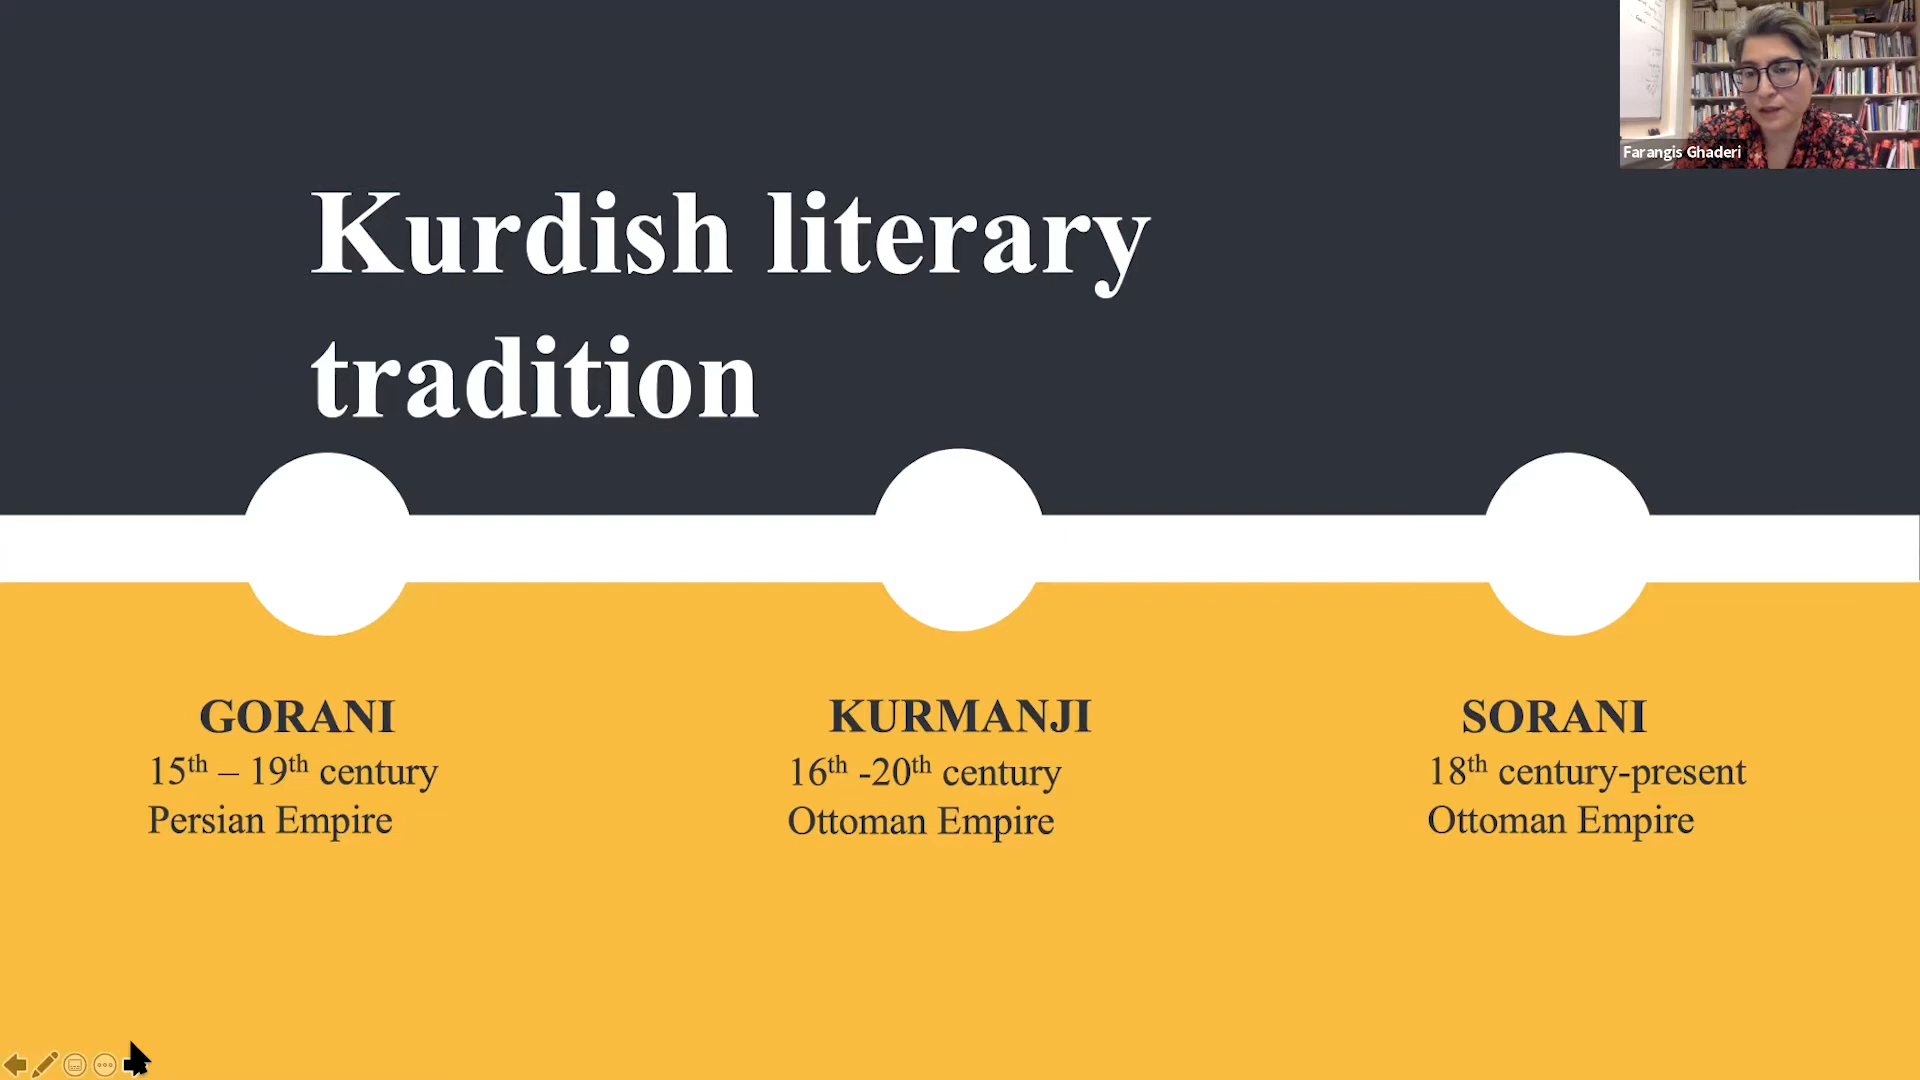 Farangis Ghaderi
Kurdish literary
tradition
GORANI
15th – 19th century
Persian Empire
KURMANJI
16th -20th century
Ottoman Empire
SORANI
18th century-present
Ottoman Empire